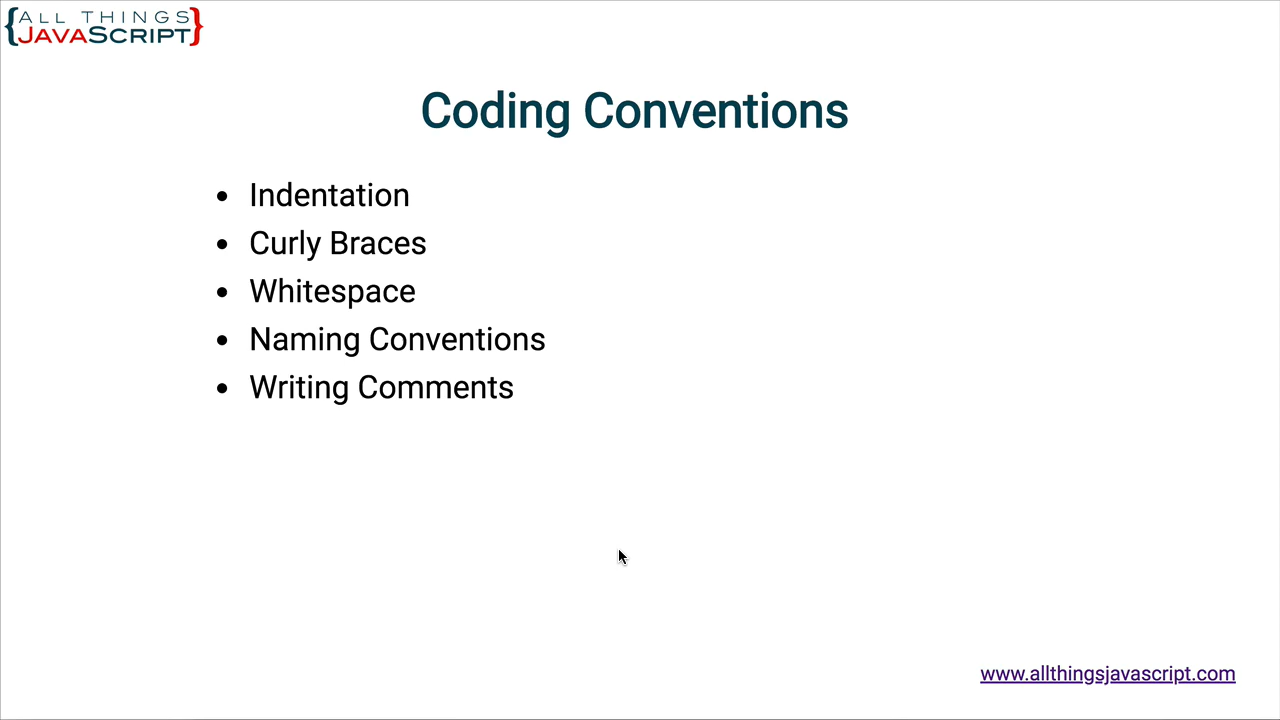 {ALL THINGS
JAVASCRIPT}
Coding Conventions
• Indentation
• Curly Braces
• Whitespace
• Naming Conventions
• Writing Comments
www.allthingsjavascript.com